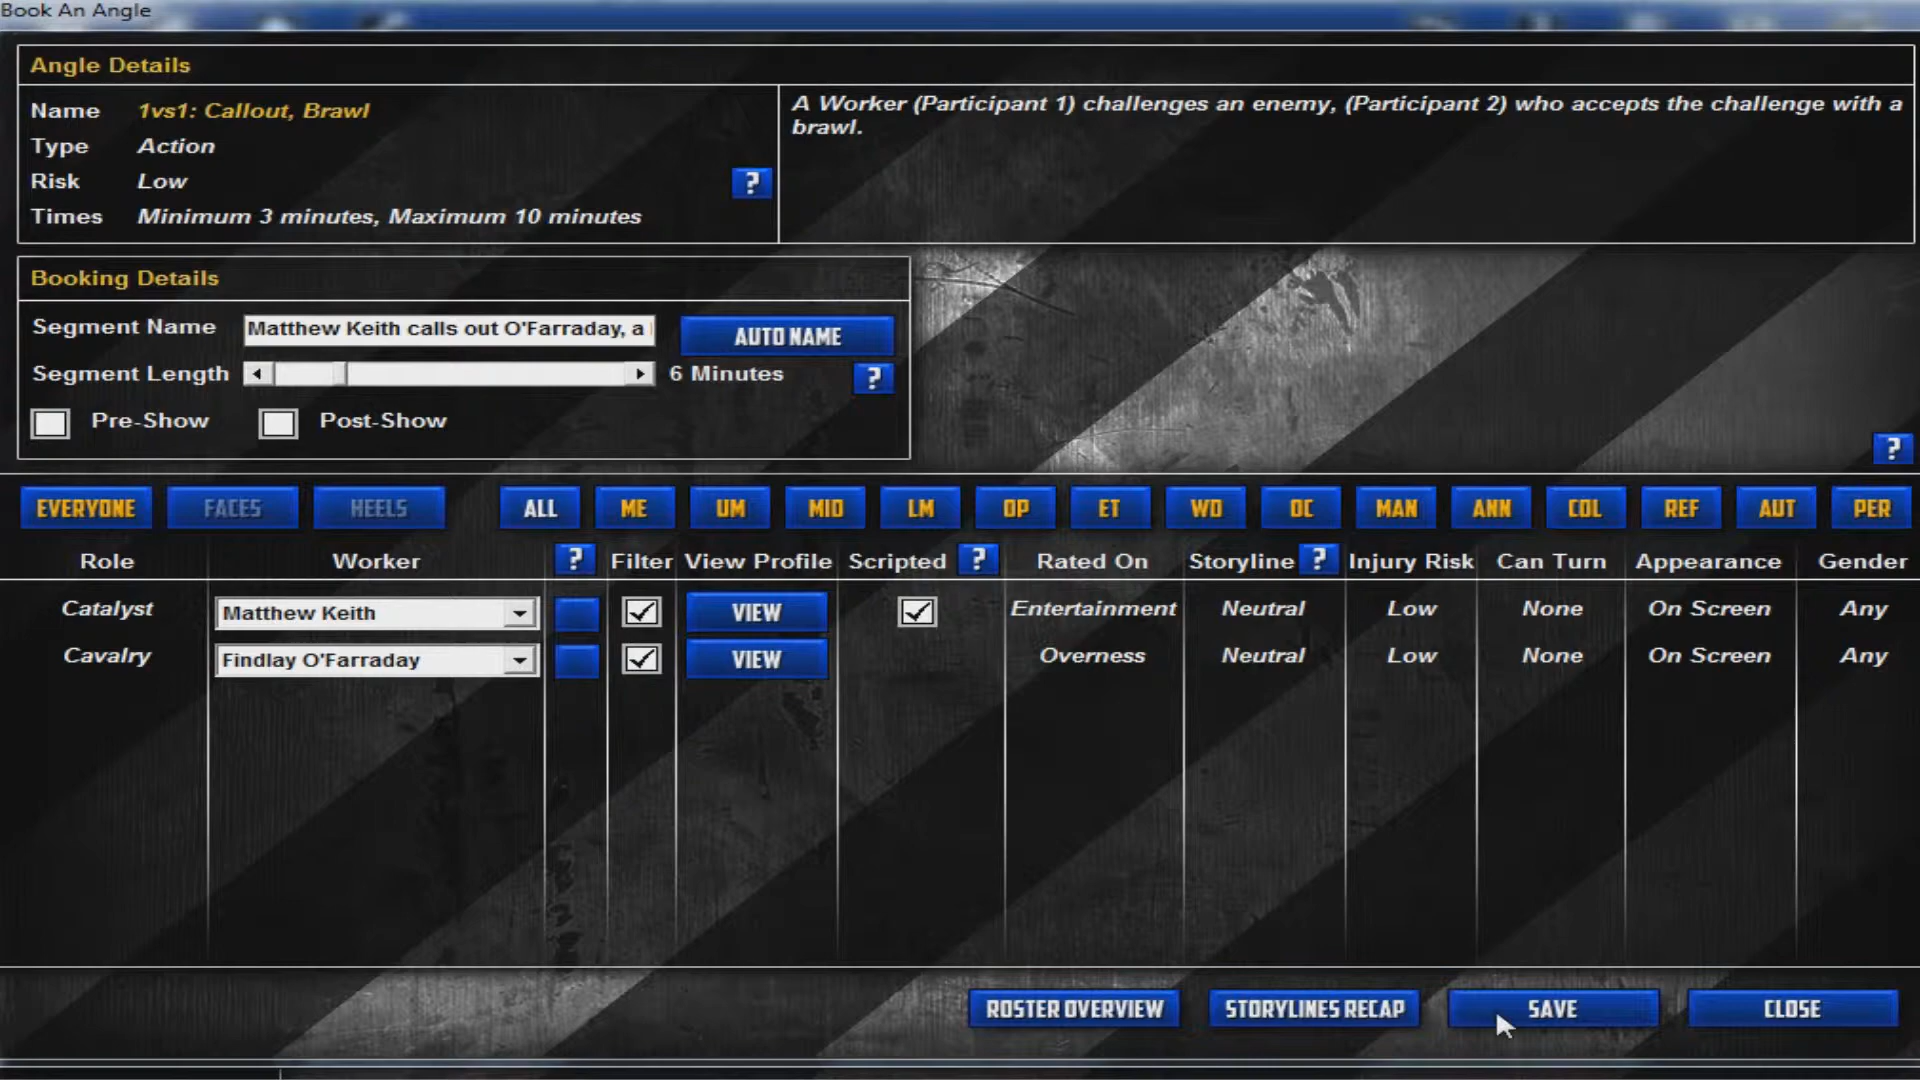 Book An Angle
Angle Details
Name 1vs1: Callout, Brawl
Type Action
Risk Low
?
Times Minimum 3 minutes, Maximum 10 minutes
A Worker (Participant 1) challenges an enemy, (Participant 2) who accepts the challenge with a
brawl.
Booking Details
Segment Name Matthew Keith calls out O'Farraday, a AUTO NAME
Segment Length 6 Minutes ?
Pre-Show Post-Show
?
EVERYONE FACES HEELS ALL ME UM MID LM OP ET WD OC MAN ANN COL REF AUT PER
Role Worker ? Filter View Profile Scripted ? Rated On Storyline ? Injury Risk Can Turn Appearance Gender
Catalyst Matthew Keith VIEW Entertainment Neutral Low None On Screen Any
Cavalry Findlay O'Farraday VIEW Overness Neutral Low None On Screen Any
ROSTER OVERVIEW STORYLINES RECAP SAVE CLOSE